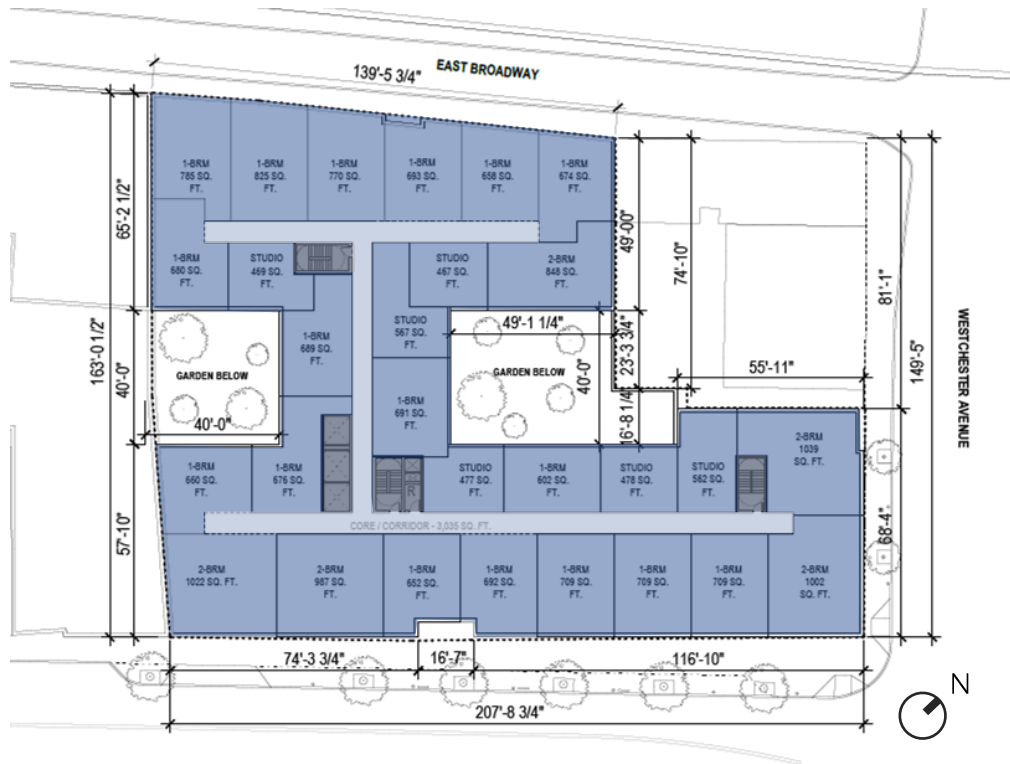 EAST BROADWAY
139'-5 3/4"
1-BRM
785 SQ.
FT.
1-BRM
825 SQ.
FT.
1-BRM
770 SQ.
FT.
1-BRM
693 SQ.
FT.
1-BRM
658 SQ.
FT.
1-BRM
674 SQ.
FT.
65'-2 1/2"
49'-00"
74'-10"
81'-1"
1-BRM
680 SQ.
FT.
STUDIO
469 SQ.
FT.
STUDIO
467 SQ.
FT.
2-BRM
848 SQ.
FT.
163'-0 1/2"
40'-0"
GARDEN BELOW
40'-0"
1-BRM
689 SQ.
FT.
STUDIO
567 SQ.
FT.
49'-1 1/4"
GARDEN BELOW
40'-0"
23'-3 3/4"
16'-8 1/4"
55'-11"
149'-5"
WESTCHESTER AVENUE
1-BRM
691 SQ.
FT.
2-BRM
1039
SQ. FT.
57'-10"
1-BRM
660 SQ.
FT.
1-BRM
676 SQ.
FT.
R
STUDIO
477 SQ.
FT.
1-BRM
602 SQ.
FT.
STUDIO
478 SQ.
FT.
STUDIO
562 SQ.
FT.
68'-4"
CORE / CORRIDOR - 3,035 SQ. FT.
2-BRM
1022 SQ. FT.
2-BRM
987 SQ.
FT.
1-BRM
652 SQ.
FT.
1-BRM
692 SQ.
FT.
1-BRM
709 SQ.
FT.
1-BRM
709 SQ.
FT.
1-BRM
709 SQ.
FT.
2-BRM
1002
SQ. FT.
74'-3 3/4"
16'-7"
116'-10"
207'-8 3/4"
N